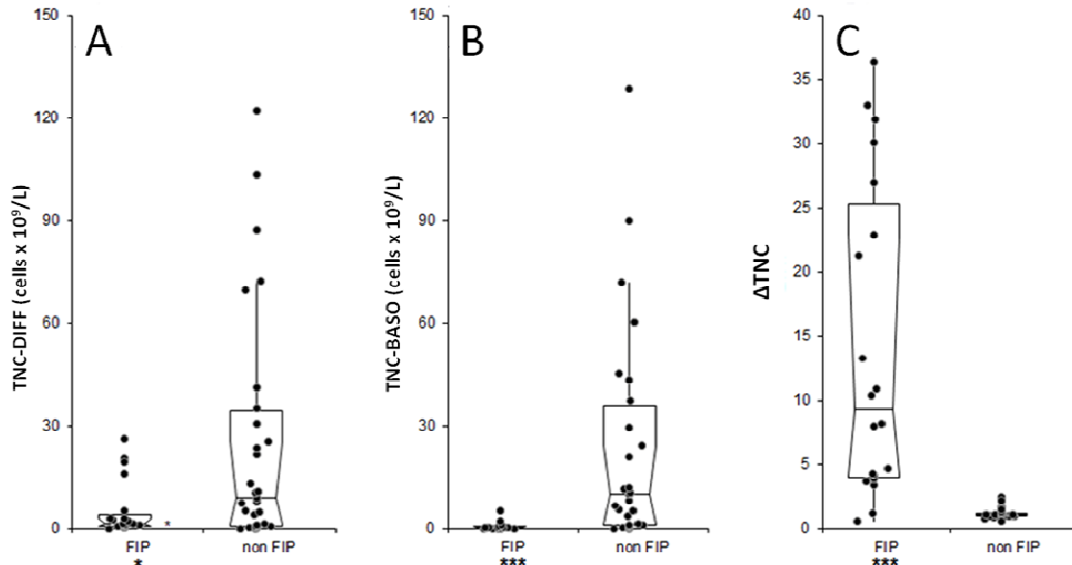 A
TNC-DIFF (cells x 10⁹/L)
150
120
90
60
30
0
FIP
*
non FIP
*
B
TNC-BASO (cells x 10⁹/L)
150
120
90
60
30
0
FIP
***
non FIP
C
ΔTNC
40
35
30
25
20
15
10
5
0
FIP
***
non FIP